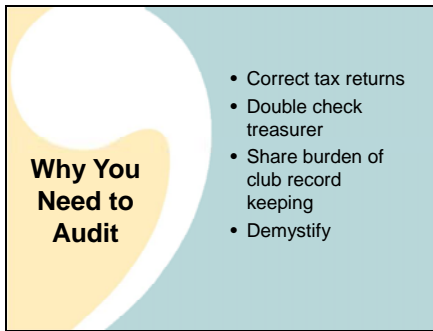 Why You
Need to
Audit
• Correct tax returns
• Double check
treasurer
• Share burden of
club record
keeping
• Demystify